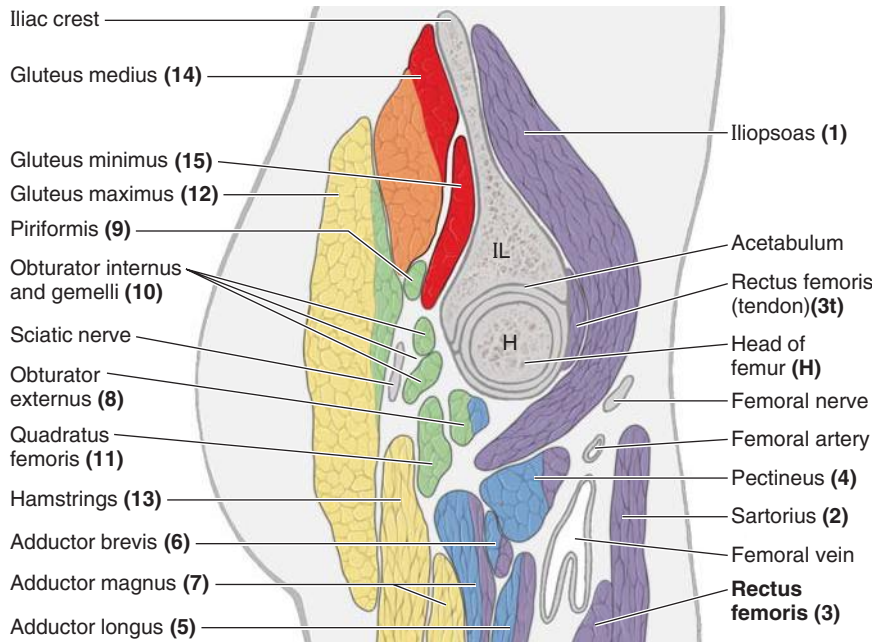 Iliac crest
Gluteus medius (14)
Gluteus minimus (15)
Gluteus maximus (12)
Piriformis (9)
Obturator internus
and gemelli (10)
Sciatic nerve
Obturator
externus (8)
Quadratus
femoris (11)
Hamstrings (13)
Adductor brevis (6)
Adductor magnus (7)
Adductor longus (5)
IL
H
Iliopsoas (1)
Acetabulum
Rectus femoris
(tendon)(3t)
Head of
femur (H)
Femoral nerve
Femoral artery
Pectineus (4)
Sartorius (2)
Femoral vein
Rectus
femoris (3)